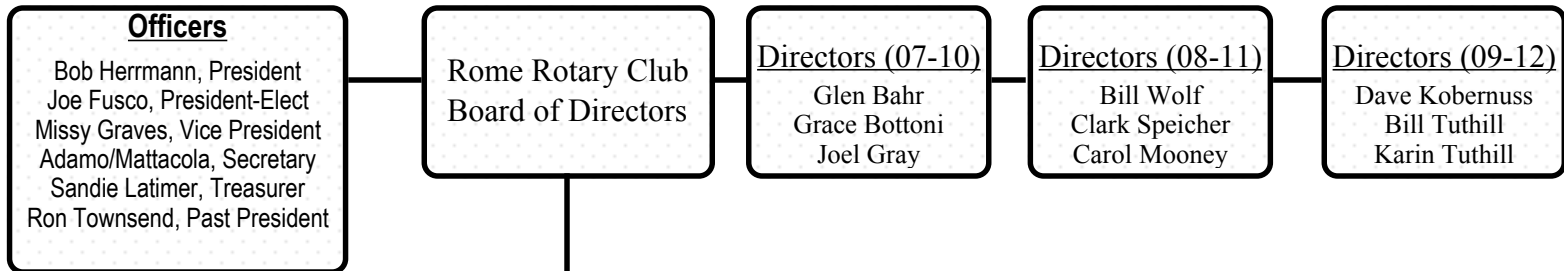 Officers
Bob Herrmann, President
Joe Fusco, President-Elect
Missy Graves, Vice President
Adamo/Mattacola, Secretary
Sandie Latimer, Treasurer
Ron Townsend, Past President
Rome Rotary Club
Board of Directors
Directors (07-10)
Glen Bahr
Grace Bottoni
Joel Gray
Directors (08-11)
Bill Wolf
Clark Speicher
Carol Mooney
Directors (09-12)
Dave Kobernuss
Bill Tuthill
Karin Tuthill